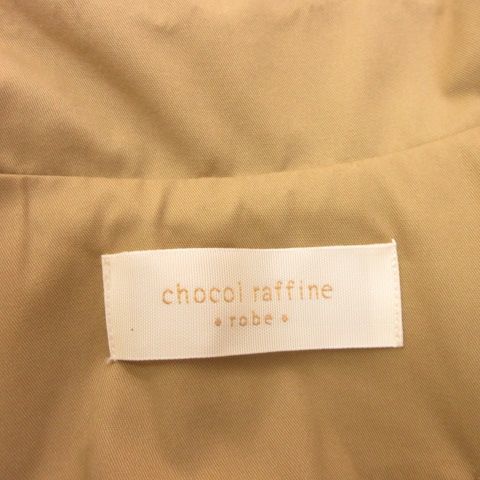 chocol raffine
• robe •